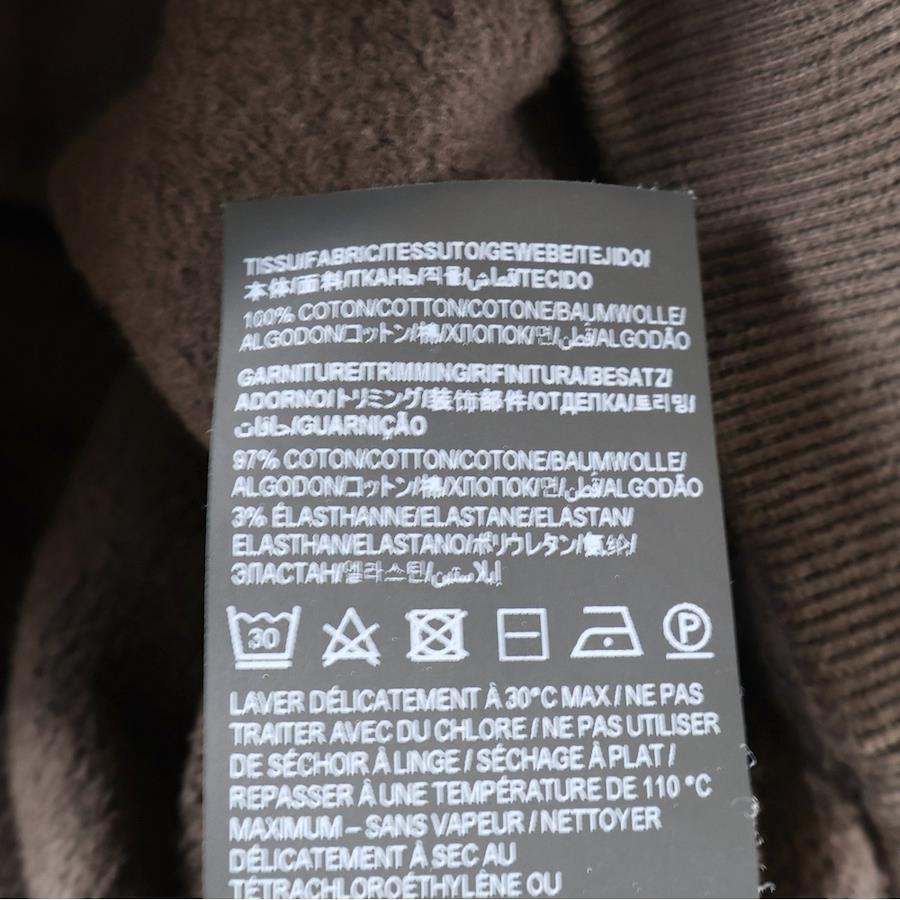 TISSU/FABRIC/TESSUTO/GEWEBE/TEJIDO/
本体/面料/ТКАНЬ/직물/قماش/TECIDO
100% COTON/COTTON/COTONE/BAUMWOLLE/
ALGODON/コットン/棉/ХЛОПОК/면/قطن/ALGODÃO
GARNITURE/TRIMMING/RIFINITURA/BESATZ/
ADORNO/トリミング/装饰部件/ОТДЕЛКА/트리밍/
حافات/GUARNIÇÃO
97% COTON/COTTON/COTONE/BAUMWOLLE/
ALGODON/コットン/棉/ХЛОПОК/면/قطن/ALGODÃO
3% ÉLASTHANNE/ELASTANE/ELASTAN/
ELASTHAN/ELASTANO/ポリウレタン/氨纶/
ЭЛАСТАН/엘라스틴/إيلاستين
30 P
LAVER DÉLICATEMENT À 30°C MAX / NE PAS
TRAITER AVEC DU CHLORE / NE PAS UTILISER
DE SÉCHOIR À LINGE / SÉCHAGE À PLAT /
REPASSER À UNE TEMPÉRATURE DE 110 °C
MAXIMUM – SANS VAPEUR / NETTOYER
DÉLICATEMENT À SEC AU
TÉTRACHLOROÉTHYLÈNE OU